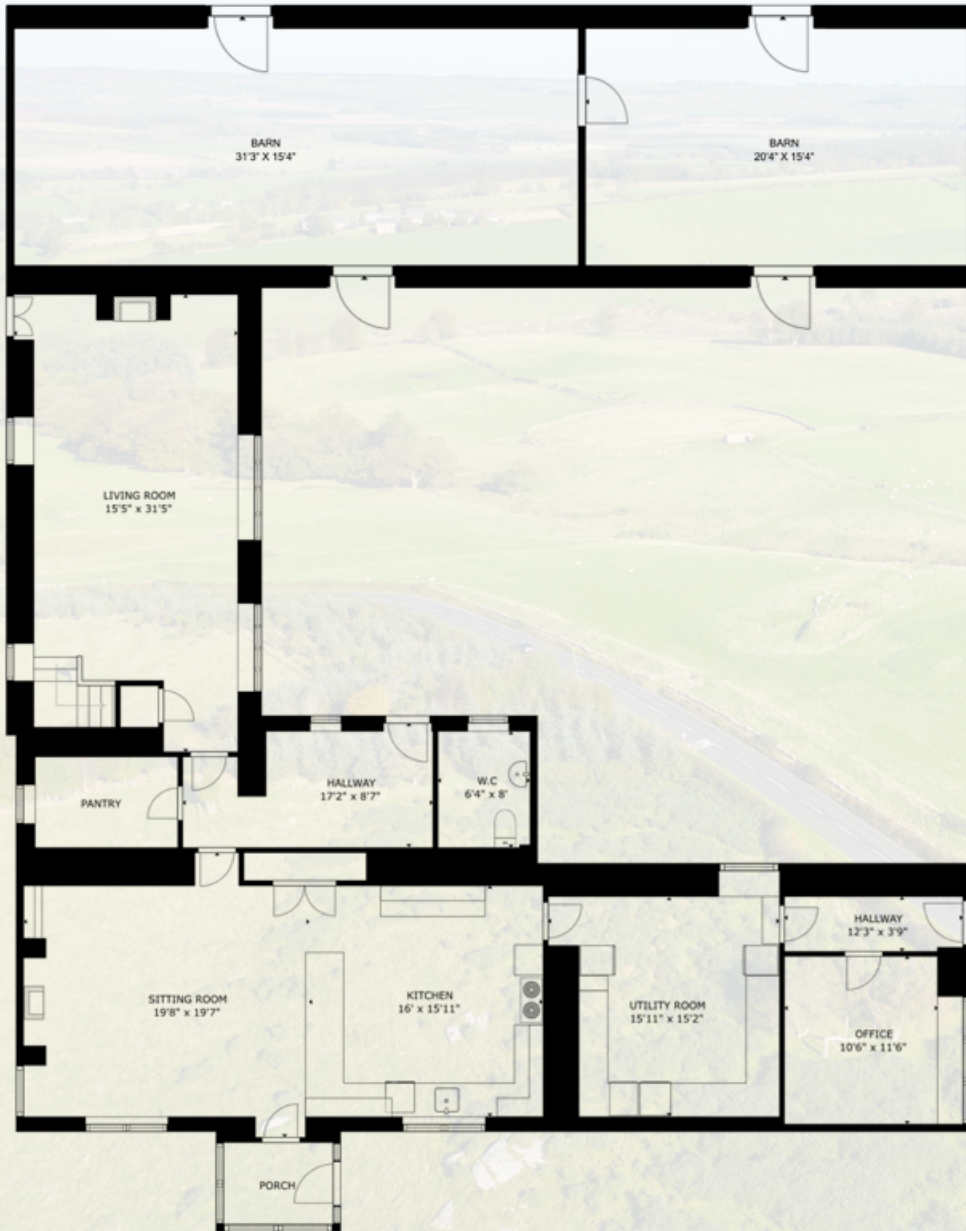 BARN
31'3" X 15'4"
BARN
20'4" X 15'4"
LIVING ROOM
15'5" x 31'5"
PANTRY
HALLWAY
17'2" x 8'7"
W.C
6'4" x 8'
HALLWAY
12'3" x 3'9"
SITTING ROOM
19'8" x 19'7"
KITCHEN
16' x 15'11"
UTILITY ROOM
15'11" x 15'2"
OFFICE
10'6" x 11'6"
PORCH